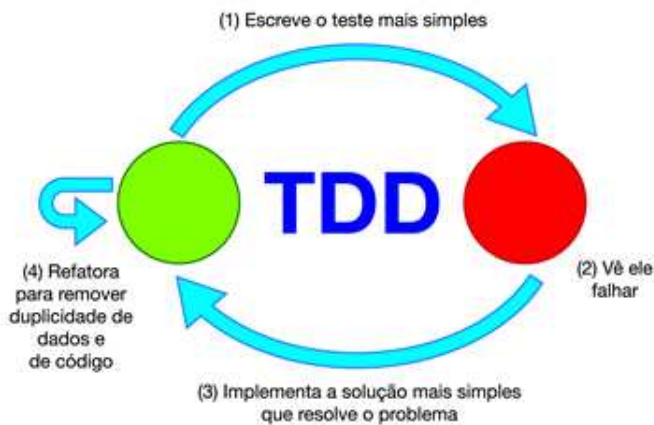 (1) Escreve o teste mais simples
TDD
(2) Vê ele
falhar
(3) Implementa a solução mais simples
que resolve o problema
(4) Refatora
para remover
duplicidade de
dados e
de código